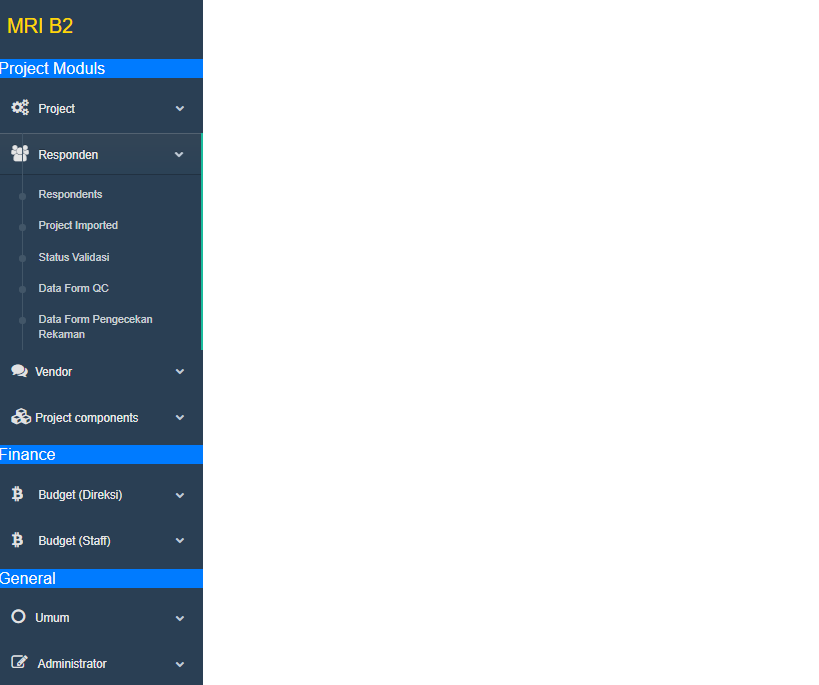 MRI B2
Project Moduls
Project
Responden
Respondents
Project Imported
Status Validasi
Data Form QC
Data Form Pengecekan
Rekaman
Vendor
Project components
Finance
Budget (Direksi)
Budget (Staff)
General
Umum
Administrator